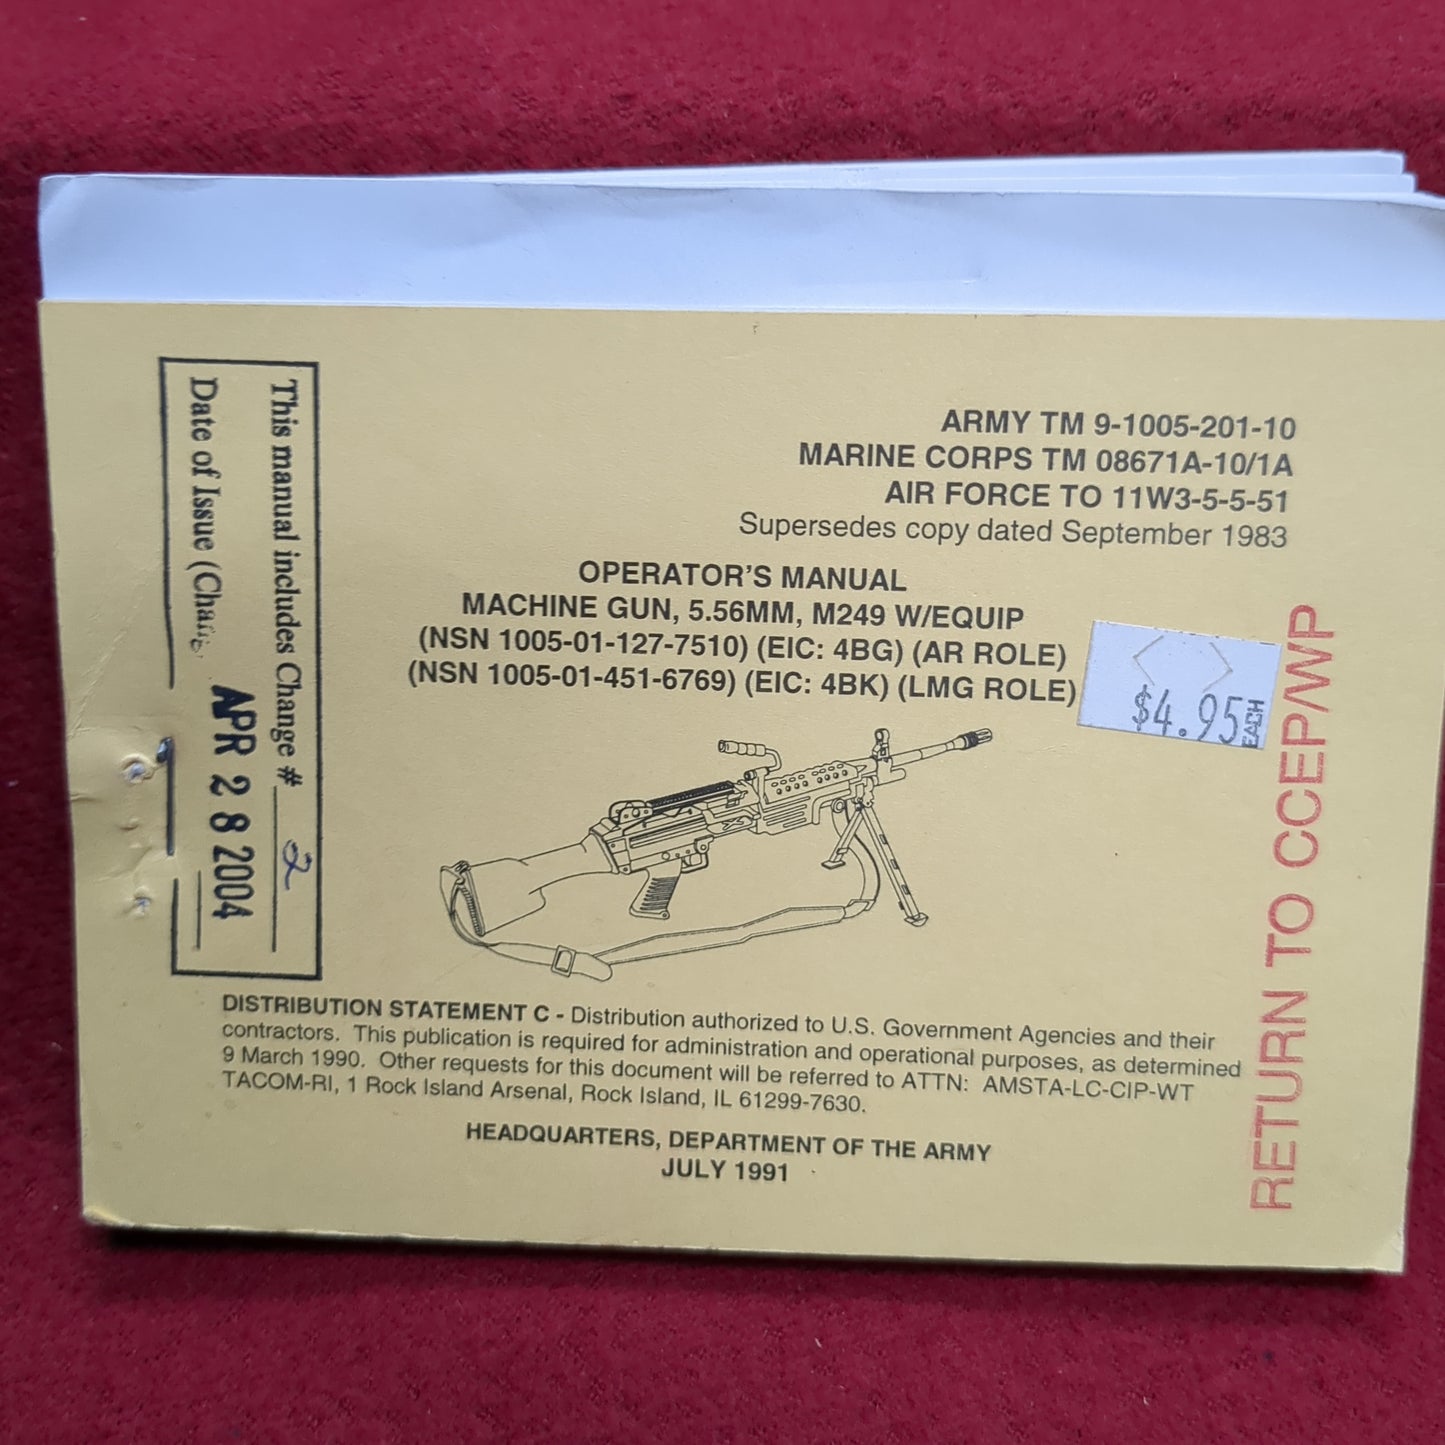 ARMY TM 9-1005-201-10
MARINE CORPS TM 08671A-10/1A
AIR FORCE TO 11W3-5-5-51
Supersedes copy dated September 1983
OPERATOR'S MANUAL
MACHINE GUN, 5.56MM, M249 W/EQUIP
(NSN 1005-01-127-7510) (EIC: 4BG) (AR ROLE)
(NSN 1005-01-451-6769) (EIC: 4BK) (LMG ROLE)
$4.95 EACH
This manual includes Change # 2
Date of Issue
APR 28 2004
RETURN TO CCEP/WP
DISTRIBUTION STATEMENT C - Distribution authorized to U.S. Government Agencies and their
contractors. This publication is required for administration and operational purposes, as determined
9 March 1990. Other requests for this document will be referred to ATTN: AMSTA-LC-CIP-WT
TACOM-RI, 1 Rock Island Arsenal, Rock Island, IL 61299-7630.
HEADQUARTERS, DEPARTMENT OF THE ARMY
JULY 1991